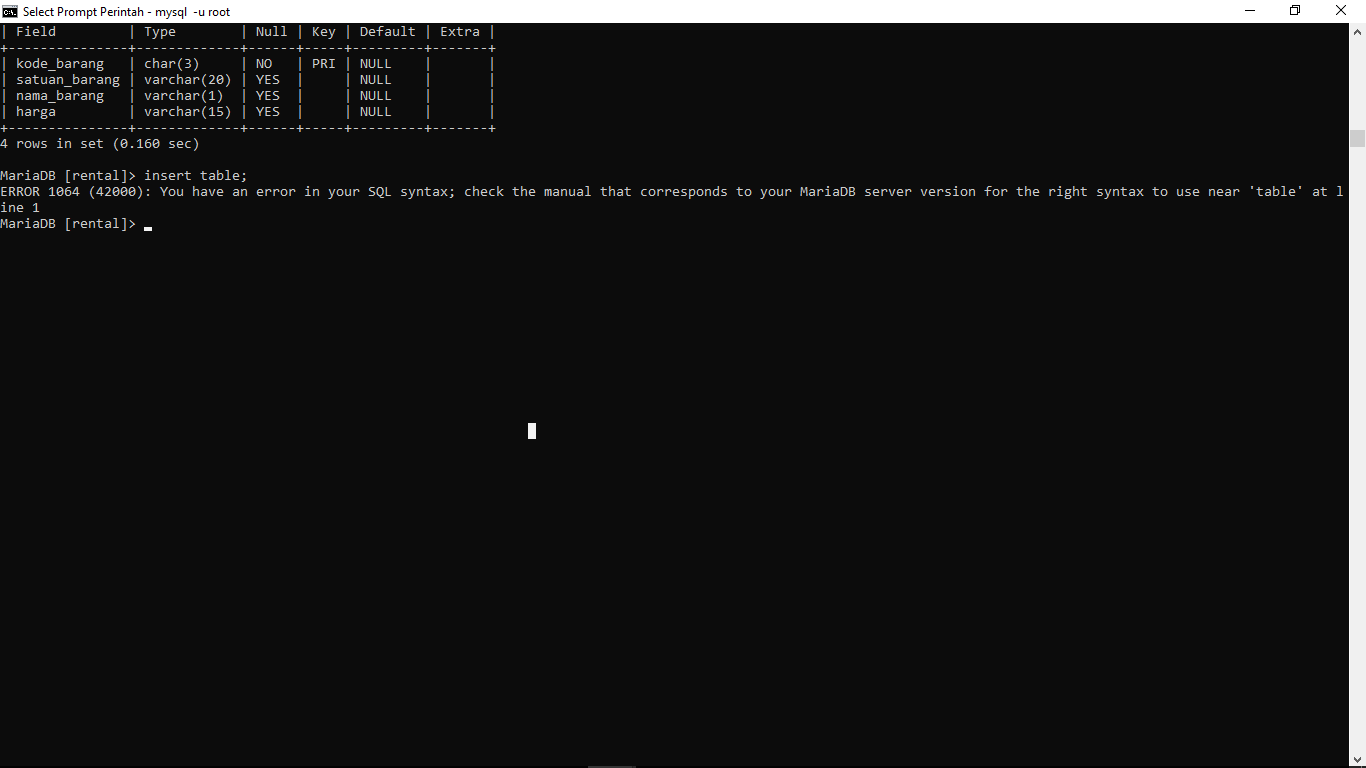 Select Prompt Perintah - mysql  -u root
| Field         | Type        | Null | Key | Default | Extra |
+---------------+-------------+------+-----+---------+-------+
| kode_barang   | char(3)     | NO   | PRI | NULL    |       |
| satuan_barang | varchar(20) | YES  |     | NULL    |       |
| nama_barang   | varchar(1)  | YES  |     | NULL    |       |
| harga         | varchar(15) | YES  |     | NULL    |       |
+---------------+-------------+------+-----+---------+-------+
4 rows in set (0.160 sec)
MariaDB [rental]> insert table;
ERROR 1064 (42000): You have an error in your SQL syntax; check the manual that corresponds to your MariaDB server version for the right syntax to use near 'table' at l
ine 1
MariaDB [rental]>